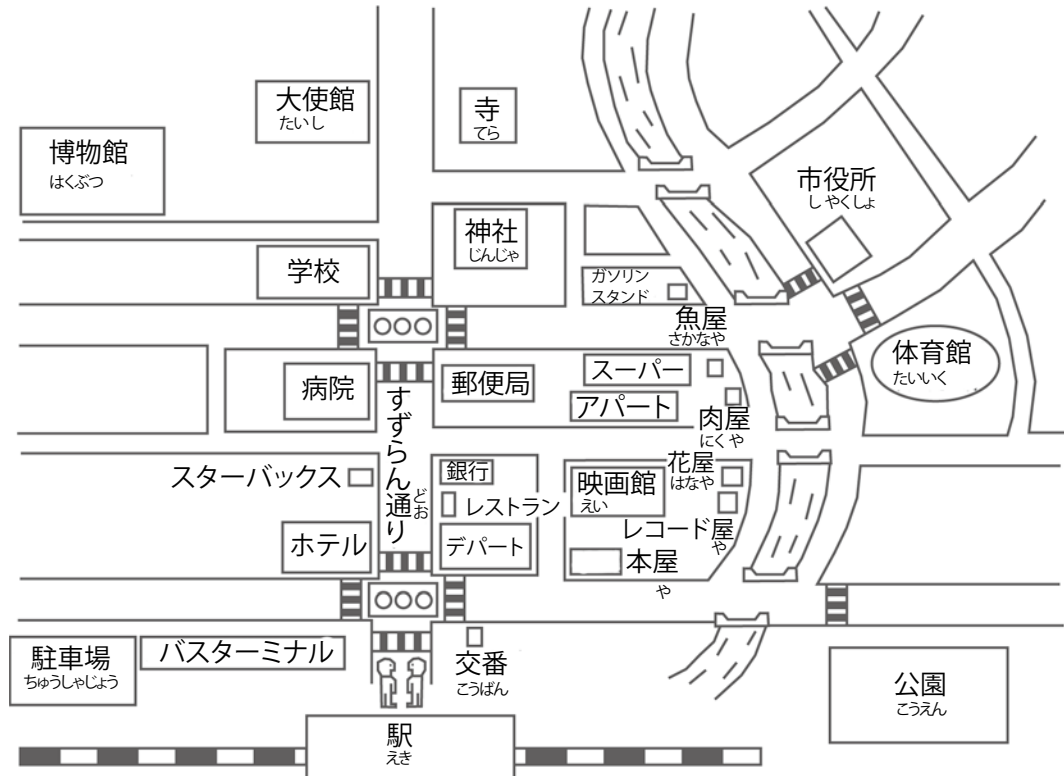 大使館
たいし
寺
てら
博物館
はくぶつ
市役所
しやくしょ
神社
じんじゃ
学校
ガソリン
スタンド
魚屋
さかなや
体育館
たいいく
病院
郵便局
スーパー
アパート
肉屋
にくや
すずらん通り
どお
スターバックス
銀行
レストラン
デパート
映画館
えい
花屋
はなや
レコード屋
や
本屋
や
ホテル
駐車場
ちゅうしゃじょう
バスターミナル
交番
こうばん
公園
こうえん
駅
えき